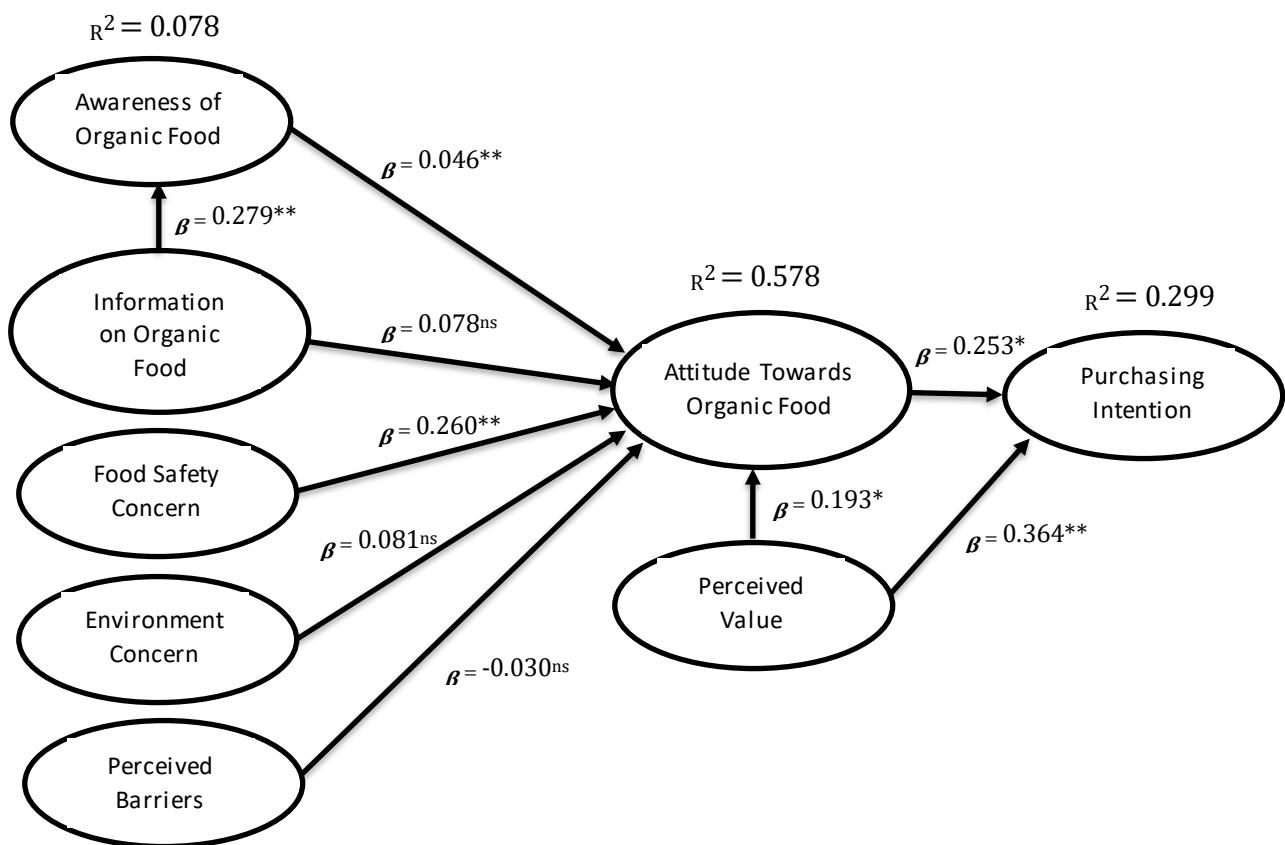 R² = 0.078
Awareness of
Organic Food
β = 0.046**
β = 0.279**
Information
on Organic
Food
β = 0.078ns
R² = 0.578
Attitude Towards
Organic Food
R² = 0.299
β = 0.253*
Purchasing
Intention
Food Safety
Concern
β = 0.260**
β = 0.193*
β = 0.364**
Environment
Concern
β = 0.081ns
Perceived
Value
Perceived
Barriers
β = -0.030ns